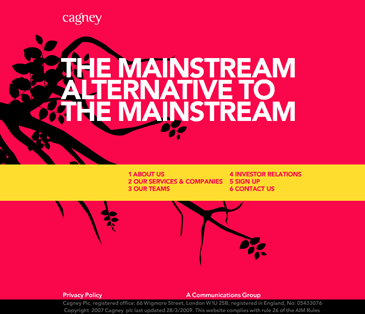 cagney
THE MAINSTREAM
ALTERNATIVE TO
THE MAINSTREAM
1 ABOUT US
2 OUR SERVICES & COMPANIES
3 OUR TEAMS
4 INVESTOR RELATIONS
5 SIGN UP
6 CONTACT US
Privacy Policy
A Communications Group
Cagney Plc, registered office: 66 Wigmore Street, London W1U 2SB, registered in England, No: 05433076
Copyright 2007 Cagney plc last updated 28/3/2009. This website complies with rule 26 of the AIM Rules